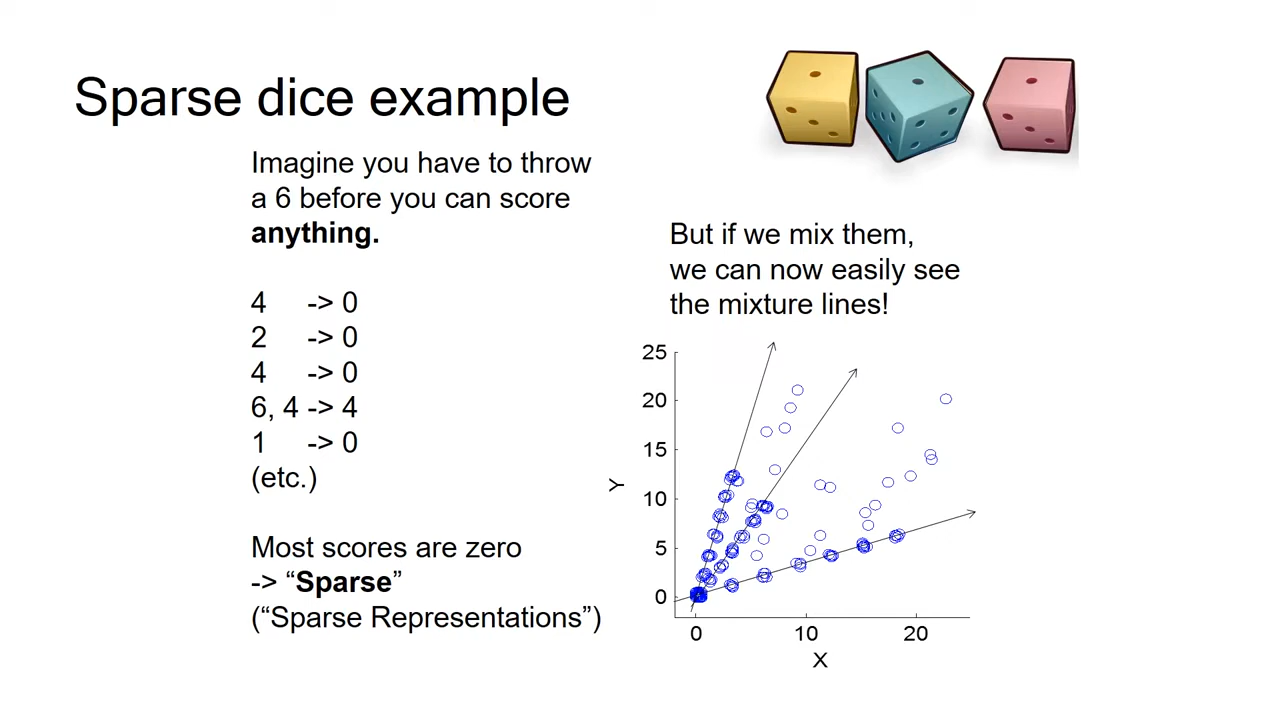 Sparse dice example
Imagine you have to throw
a 6 before you can score
anything.
4 -> 0
2 -> 0
4 -> 0
6, 4 -> 4
1 -> 0
(etc.)
Most scores are zero
-> “Sparse”
(“Sparse Representations”)
But if we mix them,
we can now easily see
the mixture lines!
25
20
15
10
5
0
Y
0 10 20
X